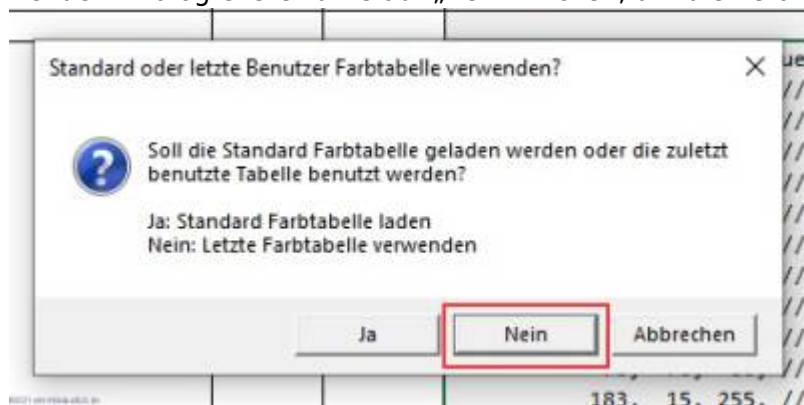 Standard oder letzte Benutzer Farbtabelle verwenden?
ue
//
//
//
//
//
//
//
//
//
//
Soll die Standard Farbtabelle geladen werden oder die zuletzt
benutzte Tabelle benutzt werden?
Ja: Standard Farbtabelle laden
Nein: Letzte Farbtabelle verwenden
Ja Nein Abbrechen
183, 15, 255, //